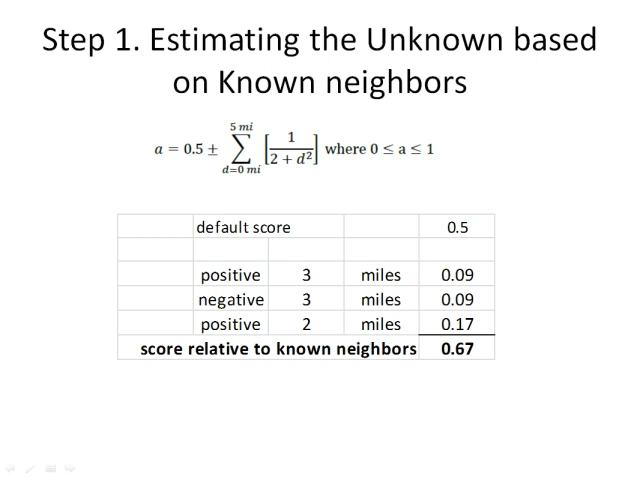 Step 1. Estimating the Unknown based
on Known neighbors
5 mi
a = 0.5 ± ∑ [1 / 2 + d²] where 0 ≤ a ≤ 1
d=0 mi
default score 0.5
positive 3 miles 0.09
negative 3 miles 0.09
positive 2 miles 0.17
score relative to known neighbors 0.67